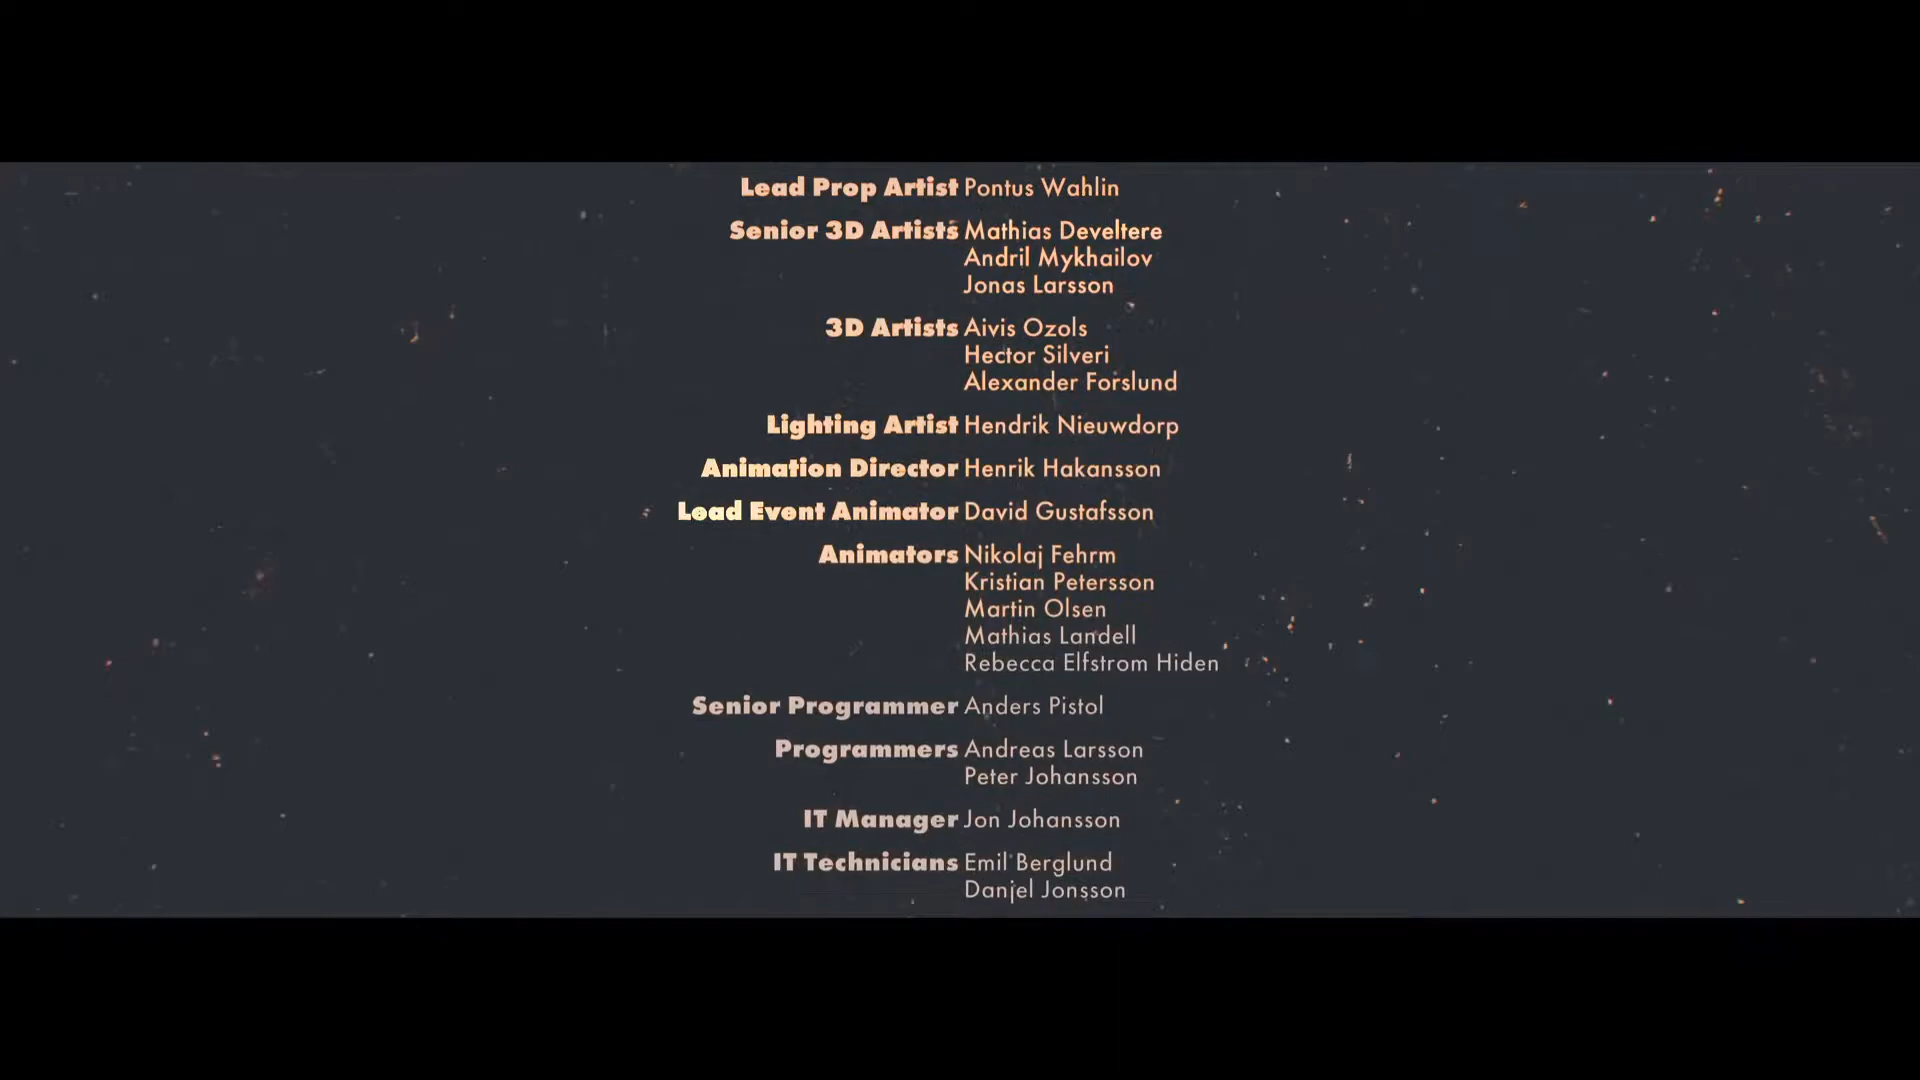 Lead Prop Artist Pontus Wahlin
Senior 3D Artists Mathias Develtere
Andril Mykhailov
Jonas Larsson
3D Artists Aivis Ozols
Hector Silveri
Alexander Forslund
Lighting Artist Hendrik Nieuwdorp
Animation Director Henrik Hakansson
Lead Event Animator David Gustafsson
Animators Nikolaj Fehrm
Kristian Petersson
Martin Olsen
Mathias Landell
Rebecca Elfstrom Hiden
Senior Programmer Anders Pistol
Programmers Andreas Larsson
Peter Johansson
IT Manager Jon Johansson
IT Technicians Emil Berglund
Danjel Jonsson